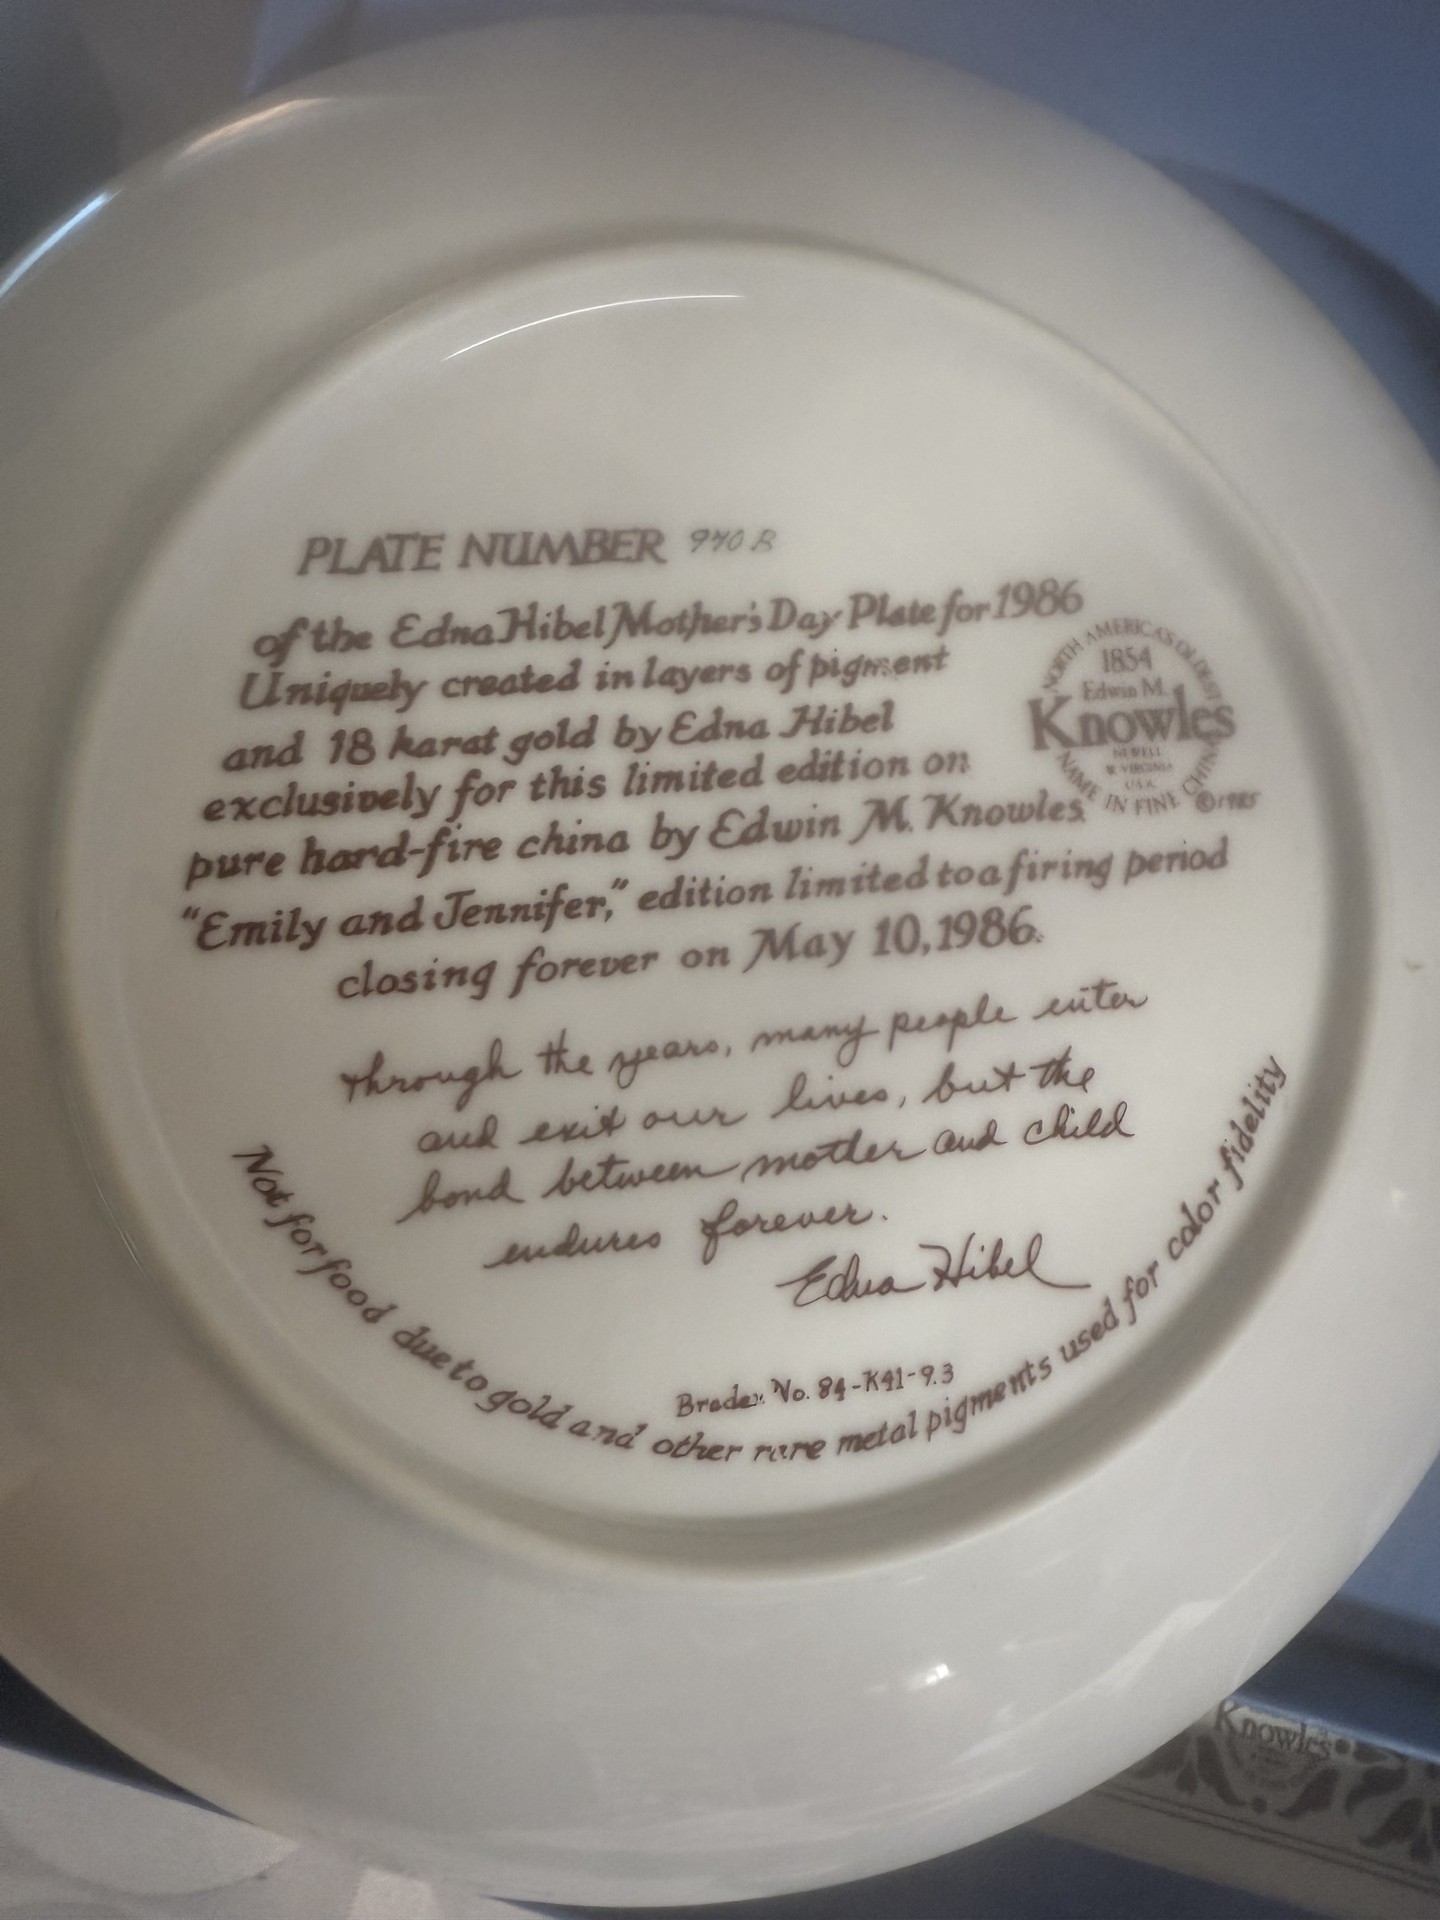 PLATE NUMBER 970 B
of the Edna Hibel Mother's Day Plate for 1986
Uniquely created in layers of pigment
and 18 karat gold by Edna Hibel
exclusively for this limited edition on
pure hard-fire china by Edwin M. Knowles.
"Emily and Jennifer," edition limited to a firing period
closing forever on May 10, 1986.
NORTH AMERICA'S OLDEST
1854
Edwin M.
Knowles
NEWELL
W. VIRGINIA
U.S.A.
NAME IN FINE CHINA
© 1985
Through the years, many people enter
and exit our lives, but the
bond between mother and child
endures forever.
Edna Hibel
Bradex No. 84-K41-9.3
Not for food due to gold and other rare metal pigments used for color fidelity
Knowles